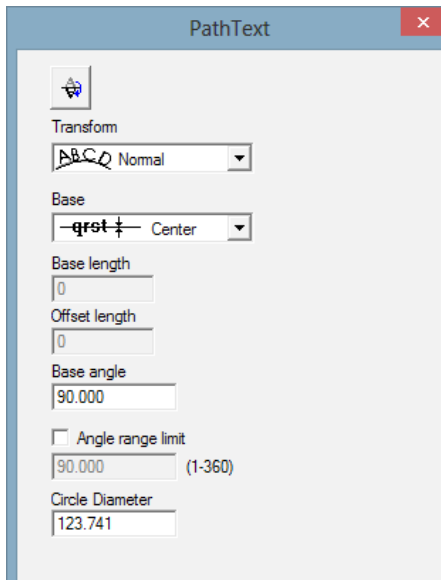 PathText
Transform
ABCD Normal
Base
qrst Center
Base length
0
Offset length
0
Base angle
90.000
Angle range limit
90.000 (1-360)
Circle Diameter
123.741